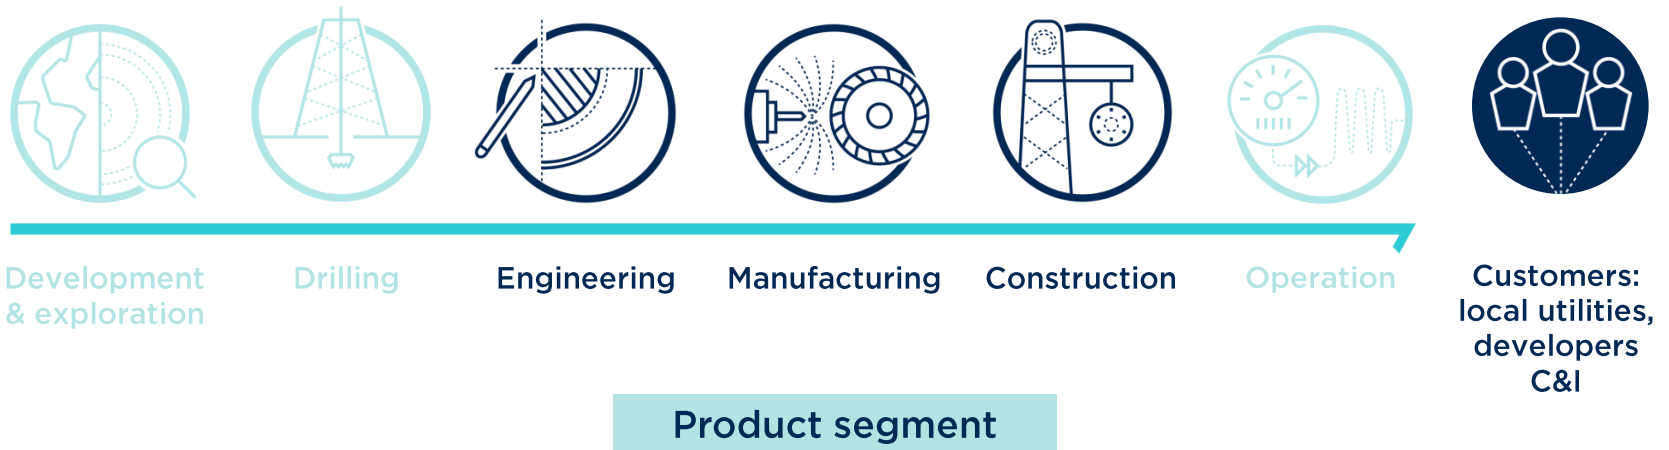 Development
& exploration
Drilling
Engineering
Manufacturing
Construction
Operation
Customers:
local utilities,
developers
C&I
Product segment